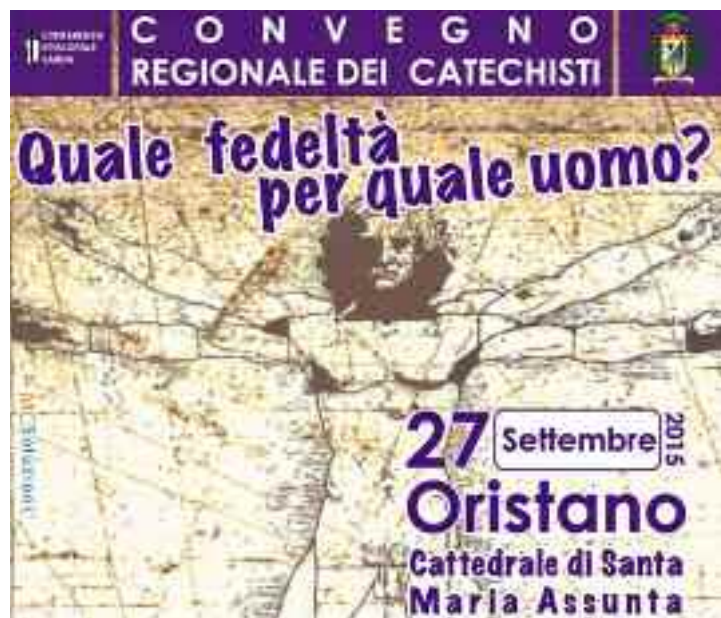 CONVEGNO
REGIONALE DEI CATECHISTI
Quale fedeltà
per quale uomo?
27 Settembre 2015
Oristano
Cattedrale di Santa
Maria Assunta